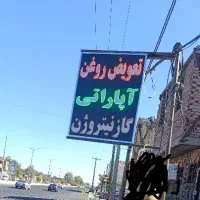 تعویض روغن
آپاراتی
گاز نیتروژن